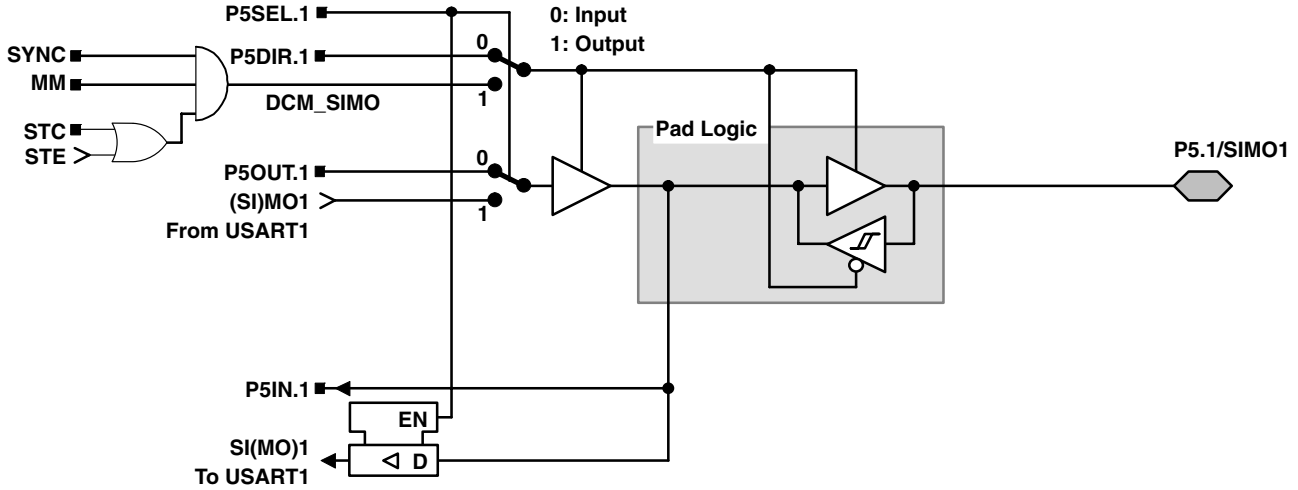 P5SEL.1
0: Input
1: Output
SYNC
P5DIR.1
0
MM
1
DCM_SIMO
STC
STE
Pad Logic
P5OUT.1
0
P5.1/SIMO1
(SI)MO1
1
From USART1
P5IN.1
EN
SI(MO)1
D
To USART1